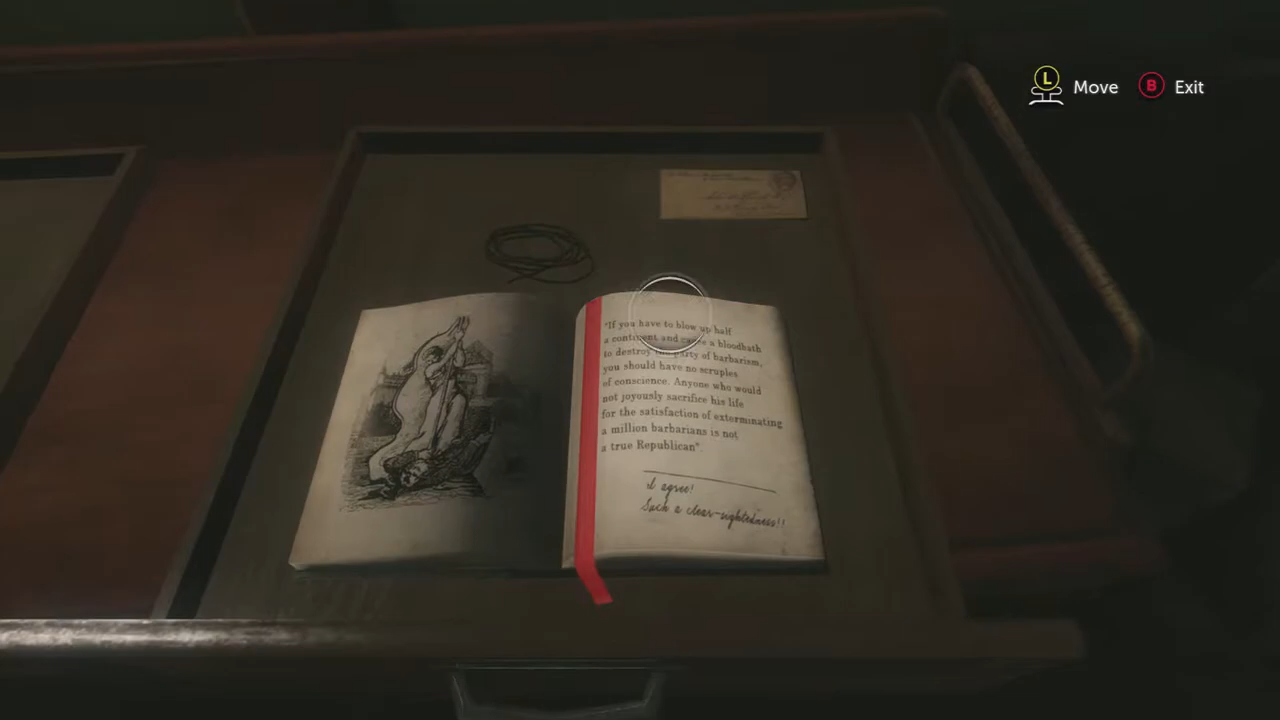 L Move B Exit
"If you have to blow up half
a continent and cause a bloodbath
to destroy the party of barbarism,
you should have no scruples
of conscience. Anyone who would
not joyously sacrifice his life
for the satisfaction of exterminating
a million barbarians is not
a true Republican"
I agree!
Such a clear-sightedness!!